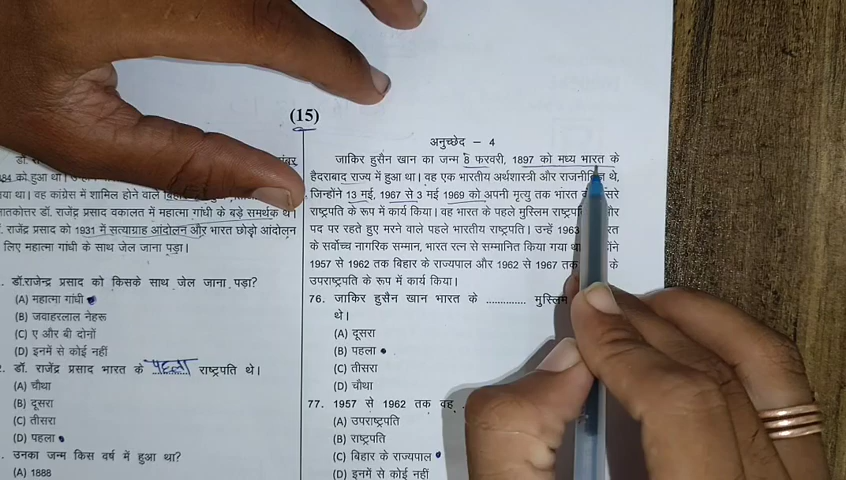 (15)
डॉ.
को हुआ था।
गया था। वह कांग्रेस में शामिल होने वाले
डॉ. राजेंद्र प्रसाद वकालत में महात्मा गांधी के बड़े समर्थक थे।
राजेंद्र प्रसाद को 1931 में सत्याग्राह आंदोलन और भारत छोड़ो आंदोलन
लिए महात्मा गांधी के साथ जेल जाना पड़ा।
डॉ.राजेन्द्र प्रसाद को किसके साथ जेल जाना पड़ा?
(A) महात्मा गांधी
(B) जवाहरलाल नेहरू
(C) ए और बी दोनों
(D) इनमें से कोई नहीं
डॉ. राजेंद्र प्रसाद भारत के पहला राष्ट्रपति थे।
(A) चौथा
(B) दूसरा
(C) तीसरा
(D) पहला
उनका जन्म किस वर्ष में हुआ था?
(A) 1888
अनुच्छेद – 4
जाकिर हुसैन खान का जन्म 8 फरवरी, 1897 को मध्य भारत के
हैदराबाद राज्य में हुआ था। वह एक भारतीय अर्थशास्त्री और थे,
जिन्होंने 13 मई, 1967 से 3 मई 1969 को अपनी मृत्यु तक भारत
राष्ट्रपति के रूप में कार्य किया। वह भारत के पहले मुस्लिम
पद पर रहते हुए मरने वाले पहले भारतीय राष्ट्रपति। उन्हें 1963
के सर्वोच्च नागरिक सम्मान, भारत रत्न से सम्मानित किया गया
1957 से 1962 तक बिहार के राज्यपाल और 1962 से 1967 तक के
उपराष्ट्रपति के रूप में कार्य किया।
76. जाकिर हुसैन खान भारत के .............. मुस्लिम
थे।
(A) दूसरा
(B) पहला
(C) तीसरा
(D) चौथा
77. 1957 से 1962 तक वह
(A) उपराष्ट्रपति
(B) राष्ट्रपति
(C) बिहार के राज्यपाल
(D) इनमें से कोई नहीं